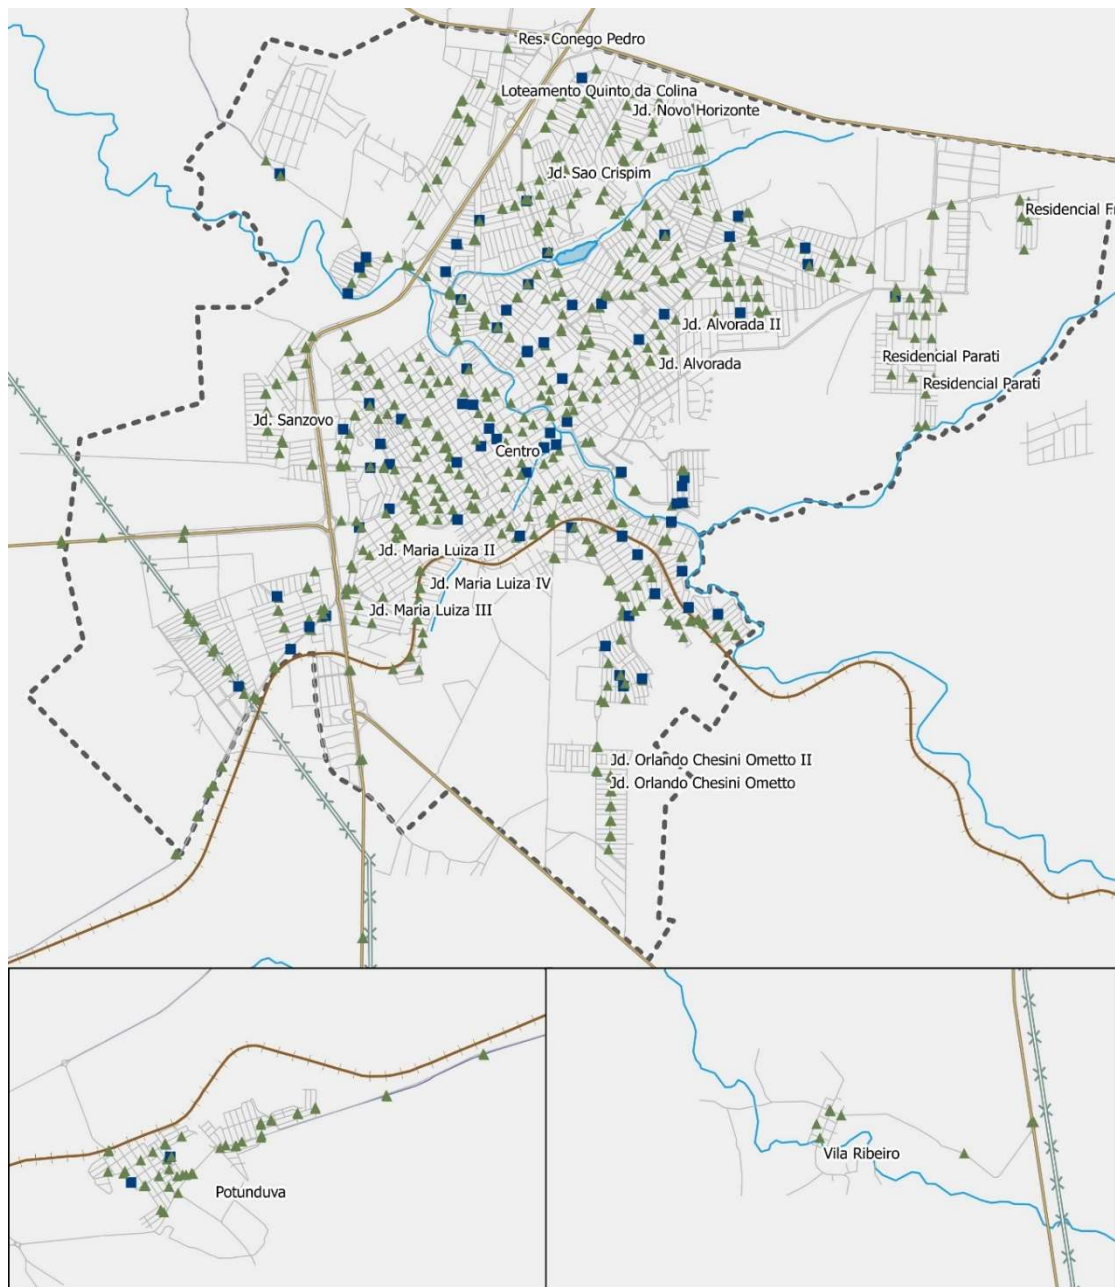 Res. Conego Pedro
Loteamento Quinto da Colina
Jd. Novo Horizonte
Jd. Sao Crispim
Residencial Fr
Jd. Alvorada II
Jd. Alvorada
Residencial Parati
Residencial Parati
Jd. Sanzovo
Centro
Jd. Maria Luiza II
Jd. Maria Luiza IV
Jd. Maria Luiza III
Jd. Orlando Chesini Ometto II
Jd. Orlando Chesini Ometto
Potunduva
Vila Ribeiro